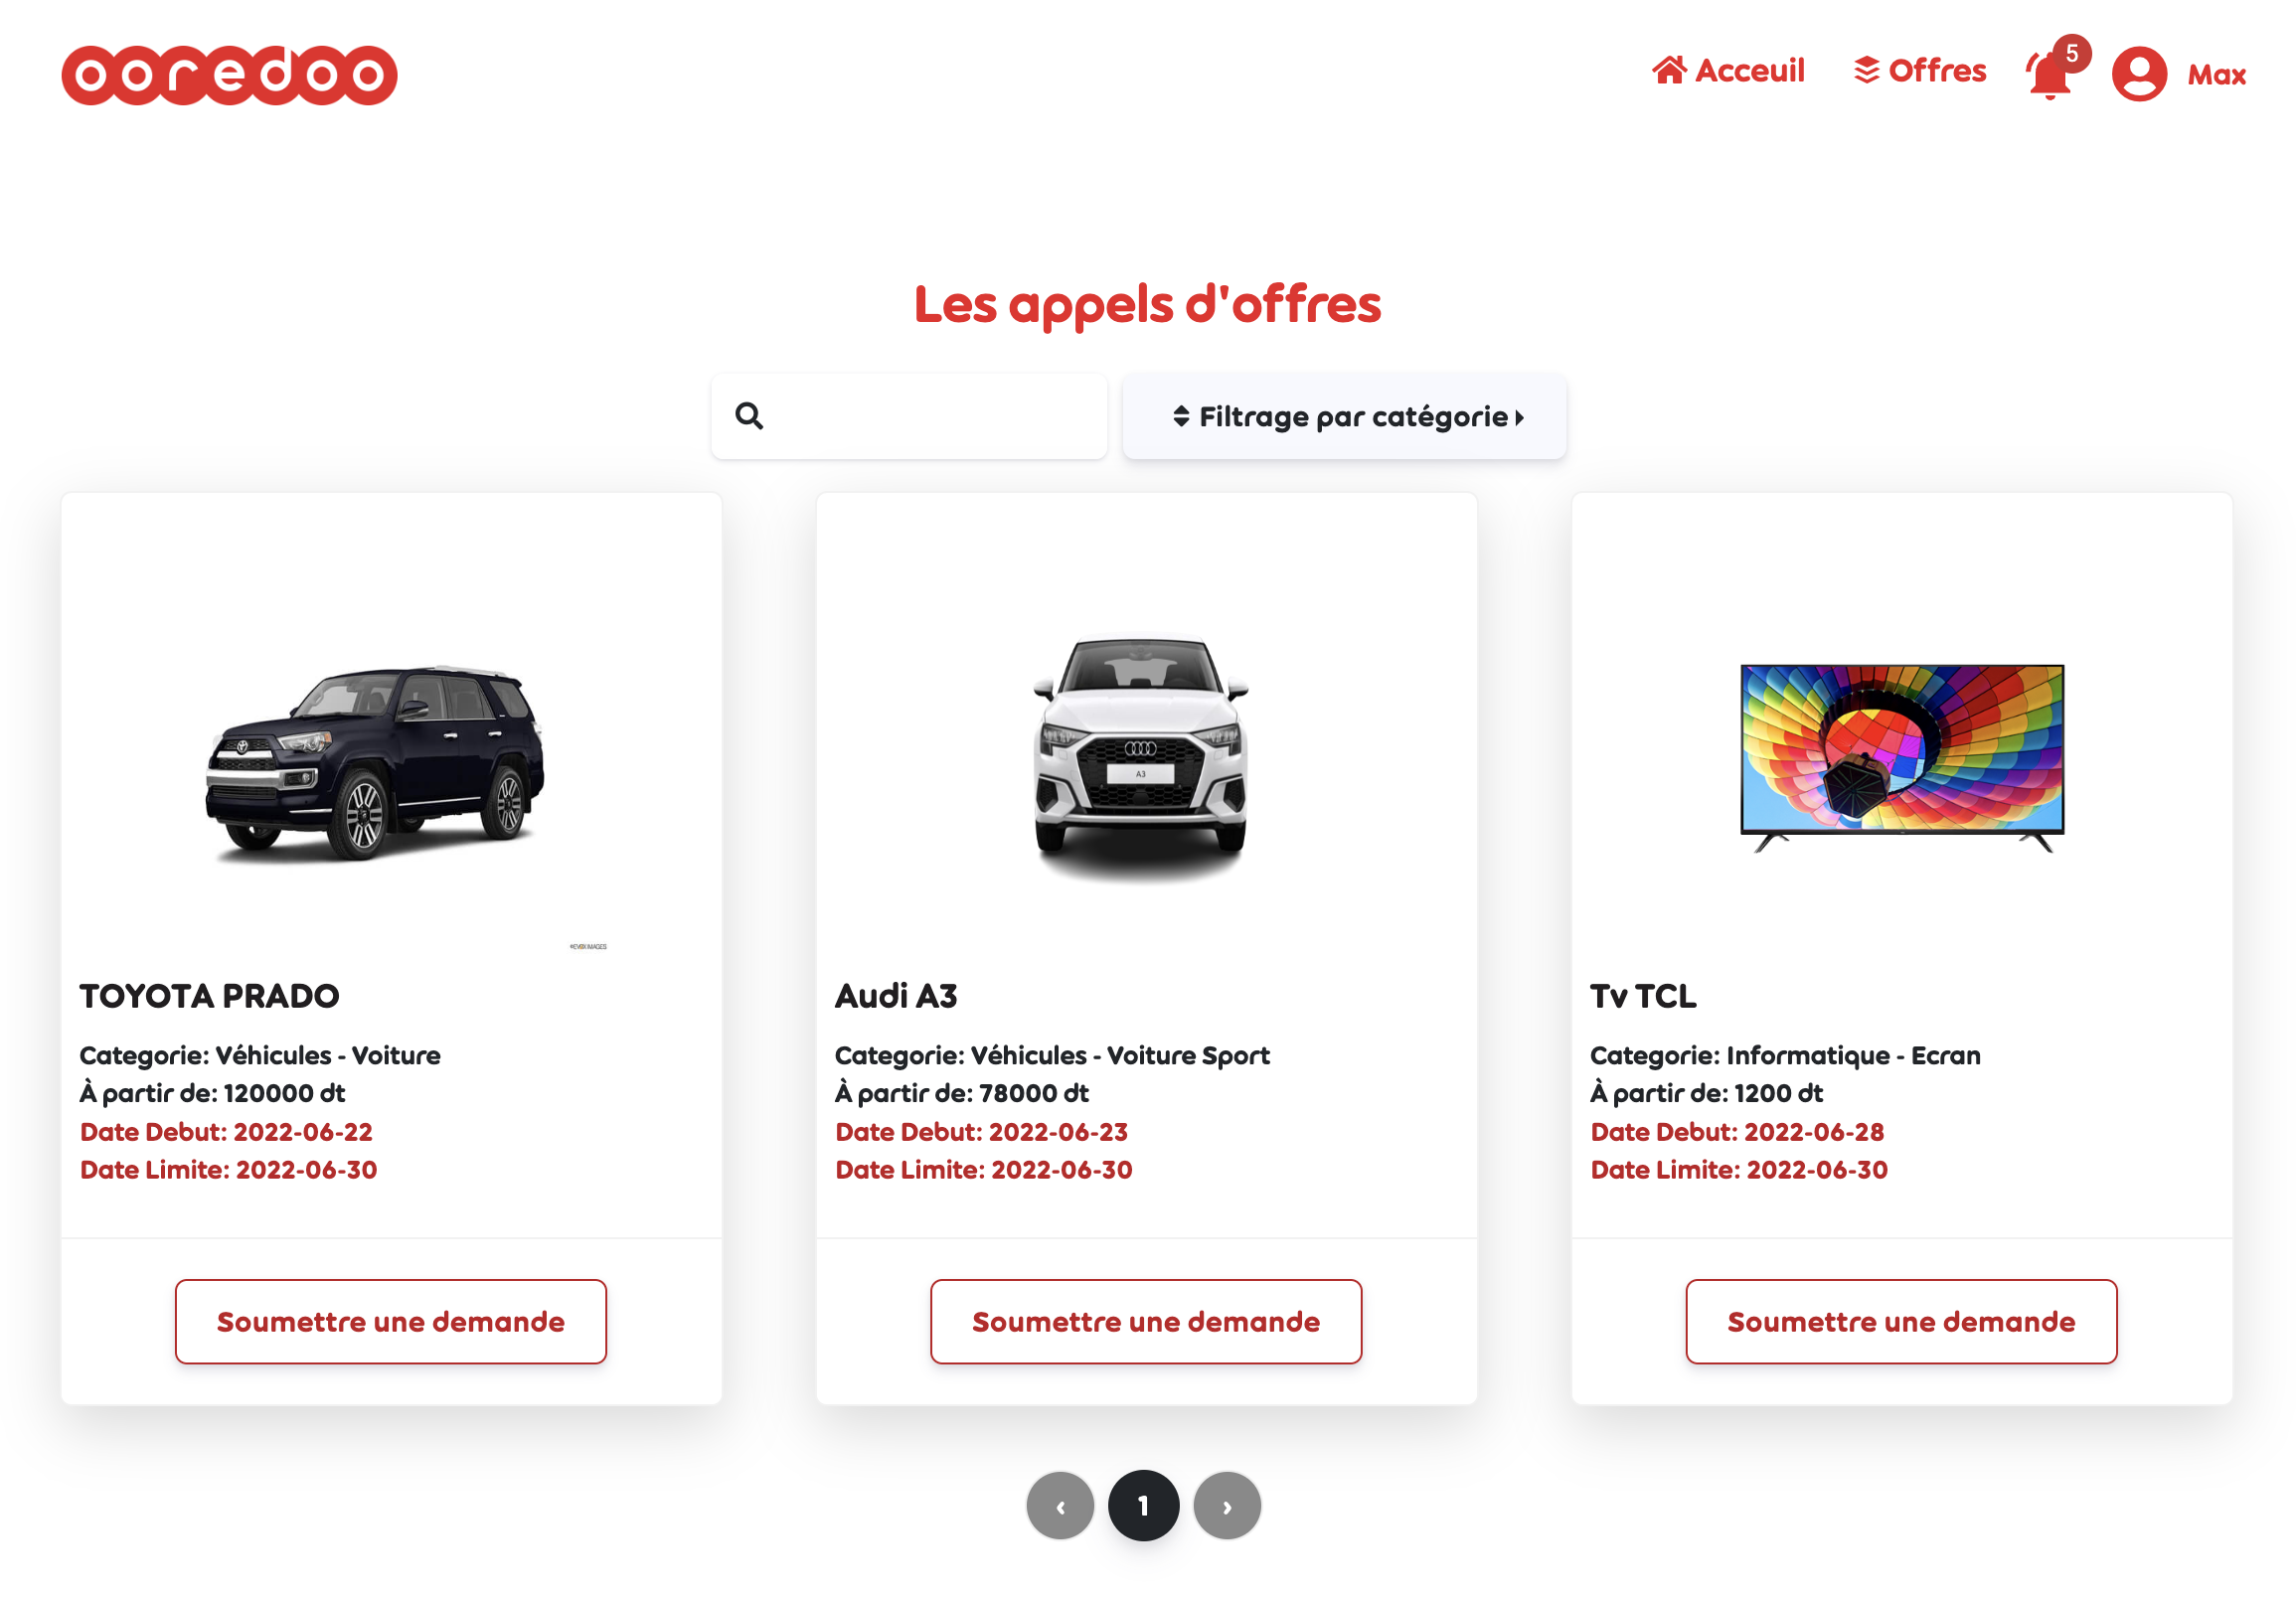 ooredoo
Acceuil
Offres
5
Max
Les appels d'offres
Filtrage par catégorie
A3
©EVOX IMAGES
TOYOTA PRADO
Categorie: Véhicules - Voiture
À partir de: 120000 dt
Date Debut: 2022-06-22
Date Limite: 2022-06-30
Soumettre une demande
Audi A3
Categorie: Véhicules - Voiture Sport
À partir de: 78000 dt
Date Debut: 2022-06-23
Date Limite: 2022-06-30
Soumettre une demande
Tv TCL
Categorie: Informatique - Ecran
À partir de: 1200 dt
Date Debut: 2022-06-28
Date Limite: 2022-06-30
Soumettre une demande
‹ 1 ›